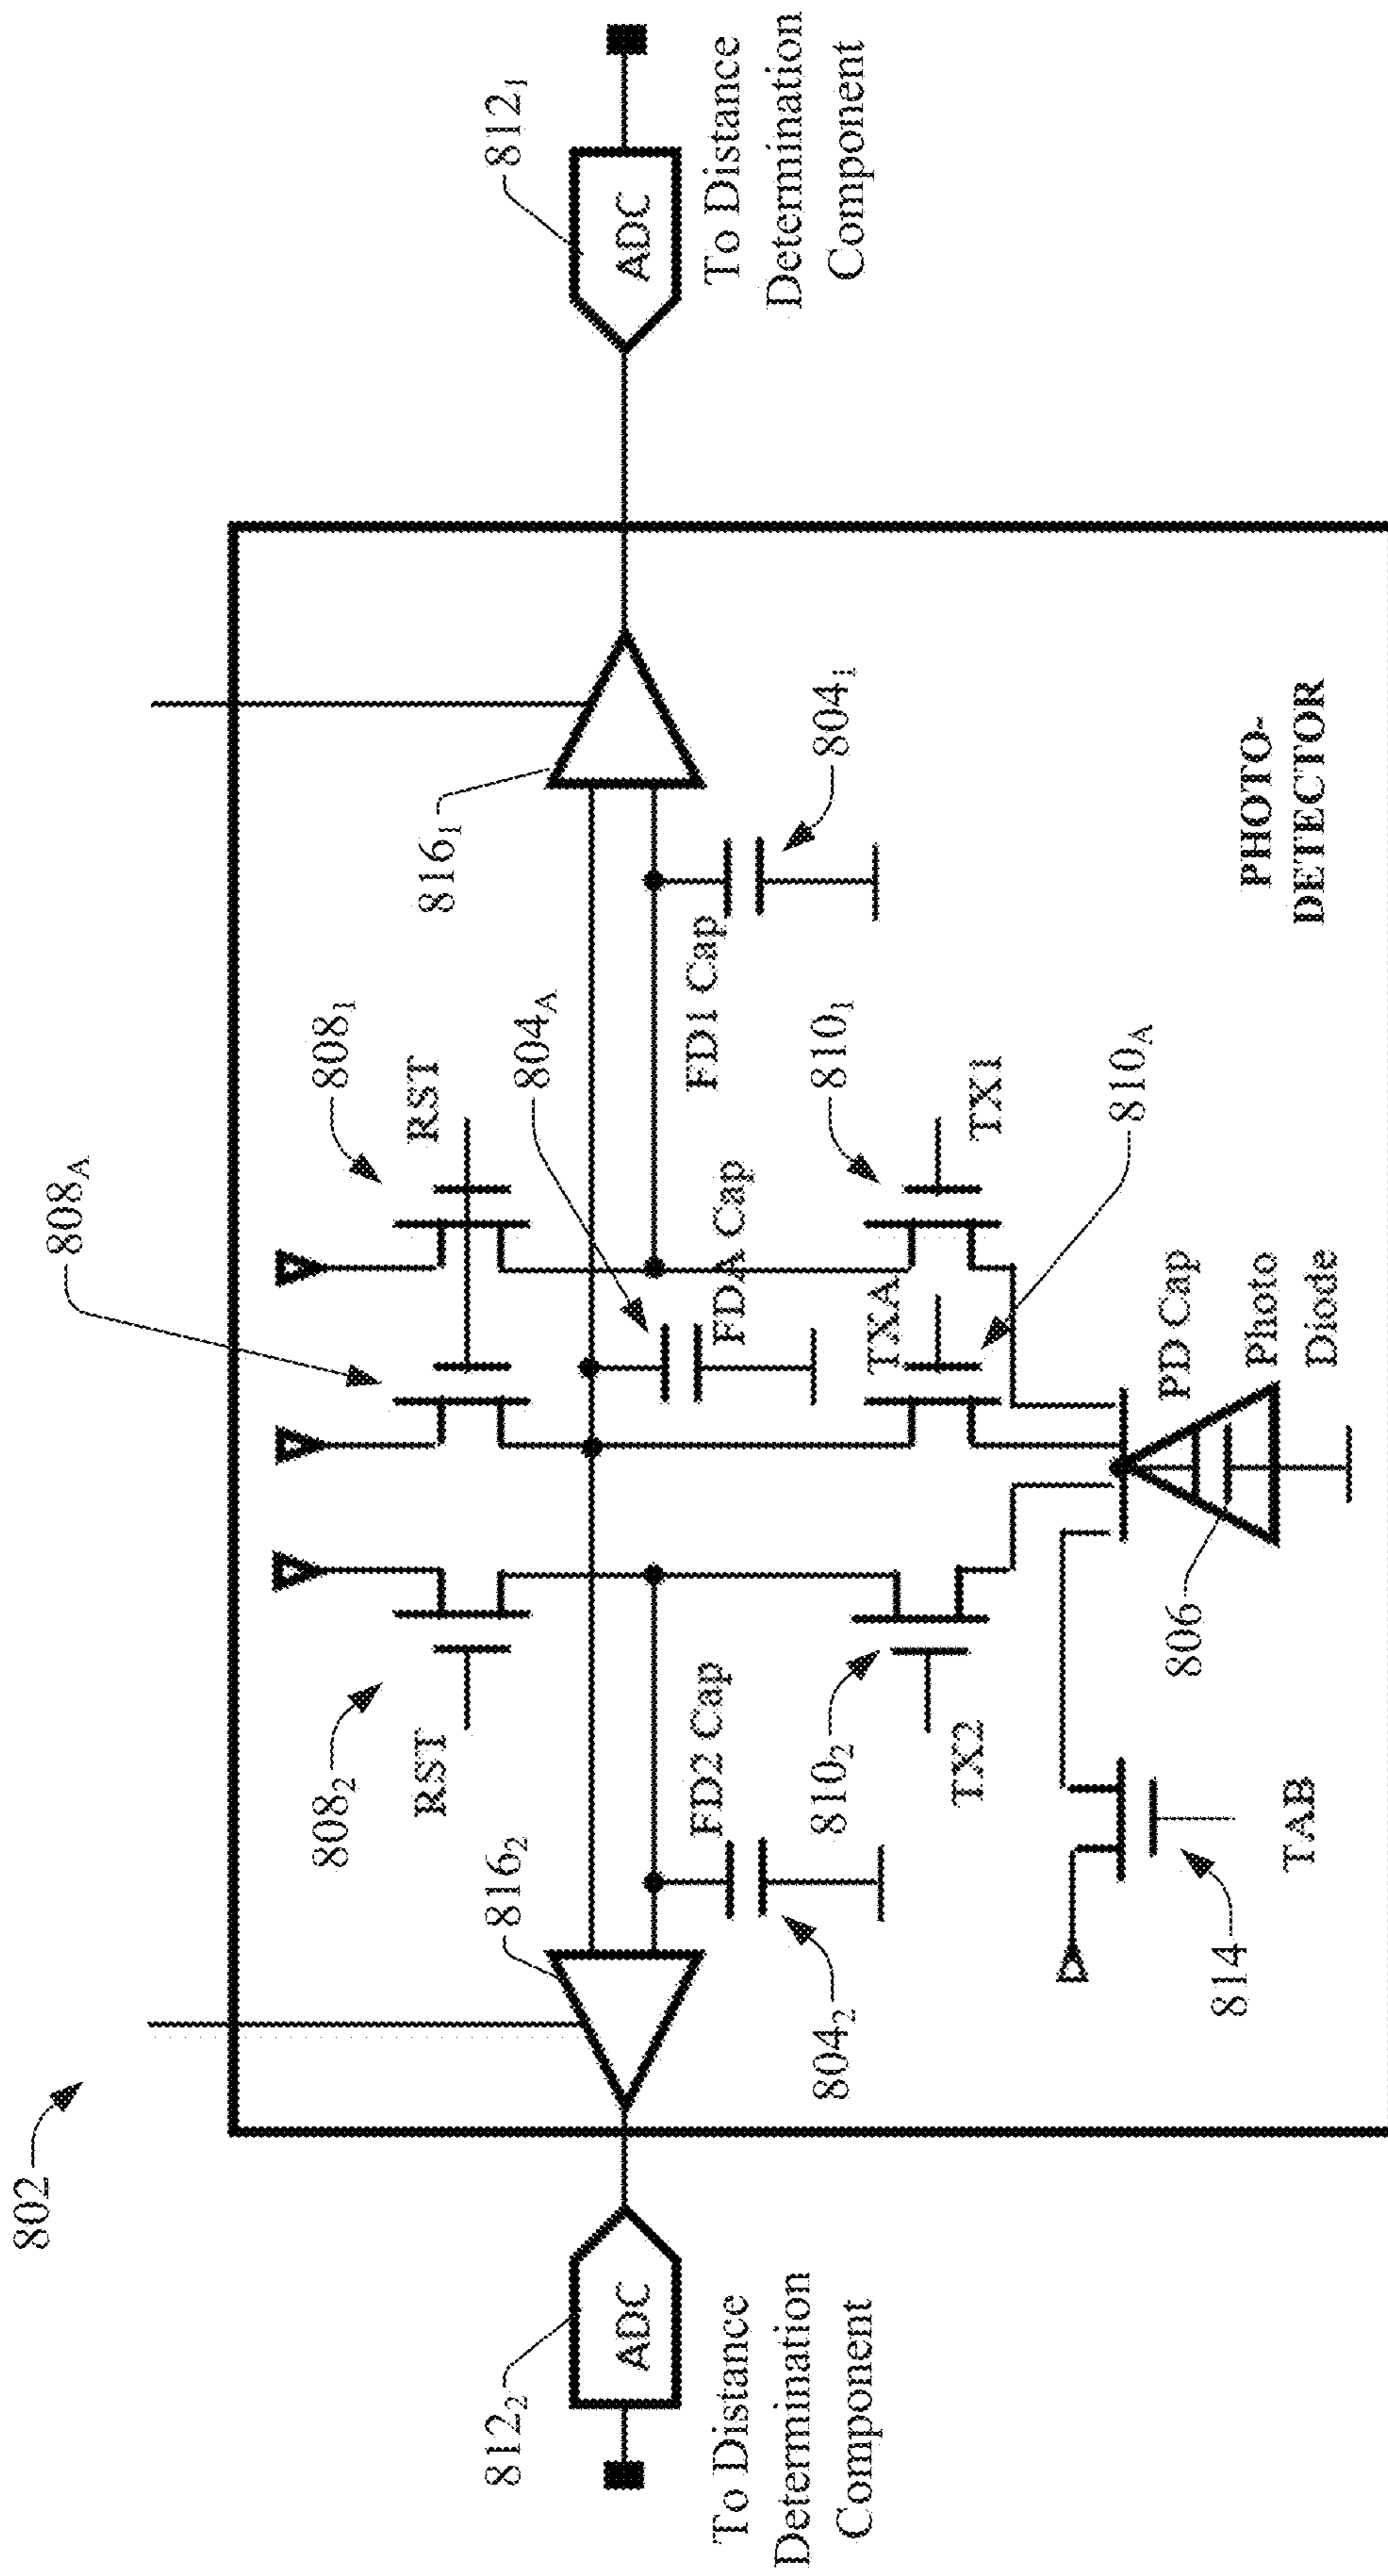 802
808A
808₂
808₁
RST
RST
816₂
816₁
804A
812₂
812₁
ADC
ADC
FD2 Cap
FDA Cap
FD1 Cap
To Distance
Determination
Component
To Distance
Determination
Component
804₂
804₁
810₂
810₁
TXA
TX2
TX1
810A
PD Cap
806
814
TAB
Photo
Diode
PHOTO-
DETECTOR